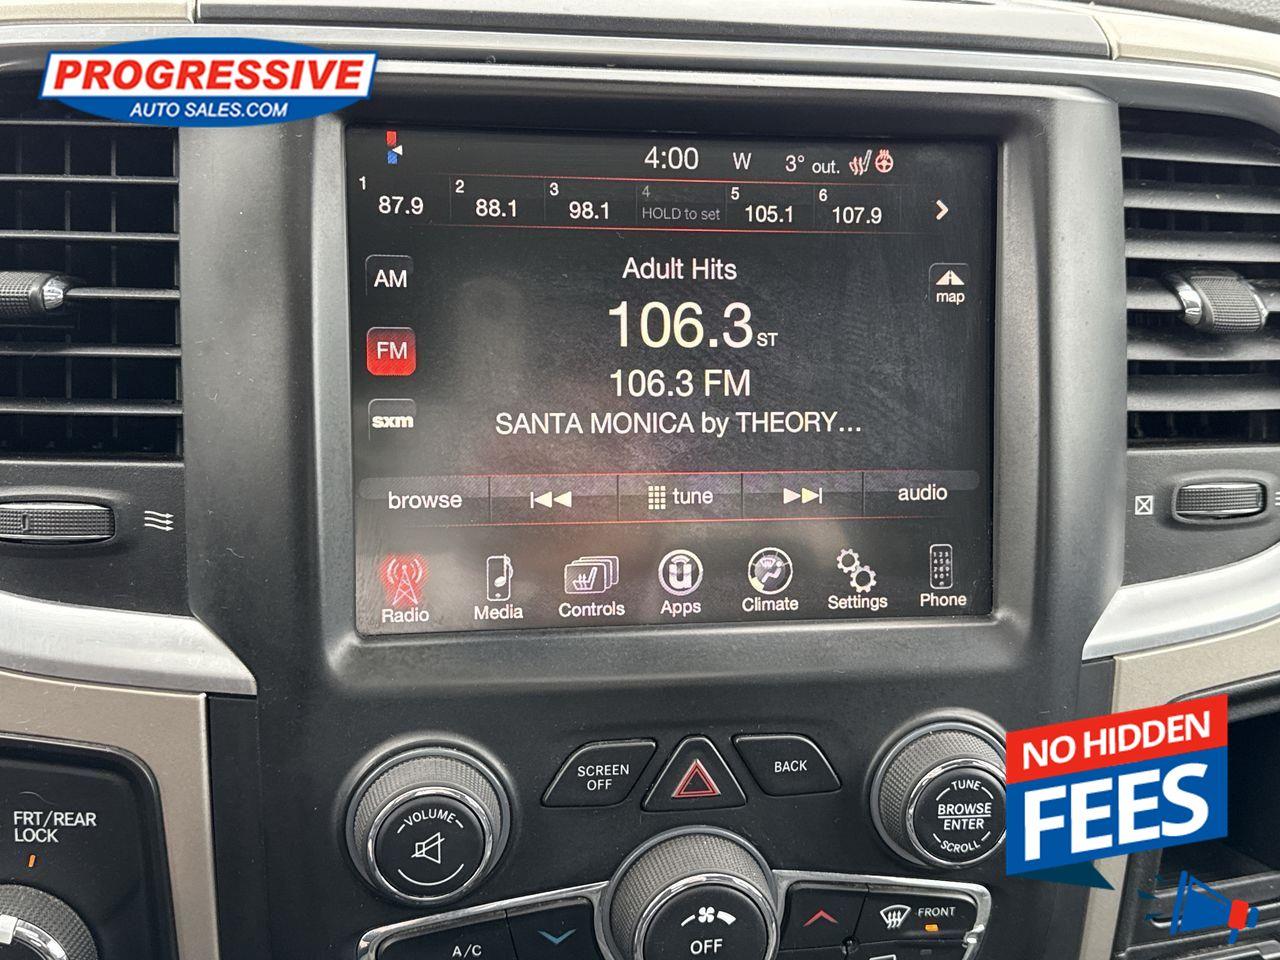 PROGRESSIVE
AUTO SALES.COM
4:00 W 3° out.
1 87.9 2 88.1 3 98.1 4 HOLD to set 5 105.1 6 107.9
Adult Hits
AM
map
106.3 ST
FM
106.3 FM
sxm
SANTA MONICA by THEORY...
browse tune audio
Radio Media Controls Apps Climate Settings Phone
NO HIDDEN
FEES
SCREEN
OFF
BACK
VOLUME
TUNE
BROWSE
ENTER
SCROLL
FRT/REAR
LOCK
A/C
OFF
FRONT